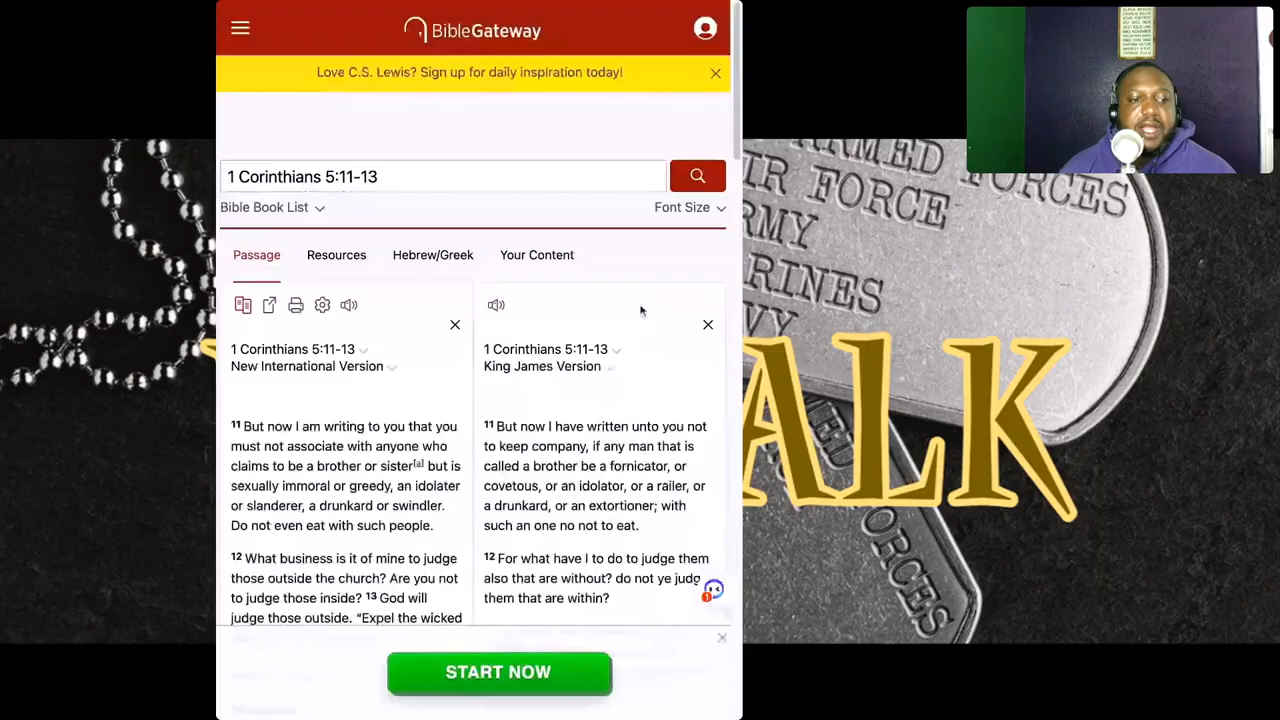 BibleGateway
Love C.S. Lewis? Sign up for daily inspiration today!
1 Corinthians 5:11-13
Bible Book List
Font Size
Passage
Resources
Hebrew/Greek
Your Content
1 Corinthians 5:11-13
New International Version
11 But now I am writing to you that you
must not associate with anyone who
claims to be a brother or sister[a] but is
sexually immoral or greedy, an idolater
or slanderer, a drunkard or swindler.
Do not even eat with such people.
12 What business is it of mine to judge
those outside the church? Are you not
to judge those inside? 13 God will
judge those outside. “Expel the wicked
1 Corinthians 5:11-13
King James Version
11 But now I have written unto you not
to keep company, if any man that is
called a brother be a fornicator, or
covetous, or an idolator, or a railer, or
a drunkard, or an extortioner; with
such an one no not to eat.
12 For what have I to do to judge them
also that are without? do not ye judg
them that are within?
1
START NOW
ARMED FORCES
IR FORCE
RMY
RINES
VY
ALK
FORCES